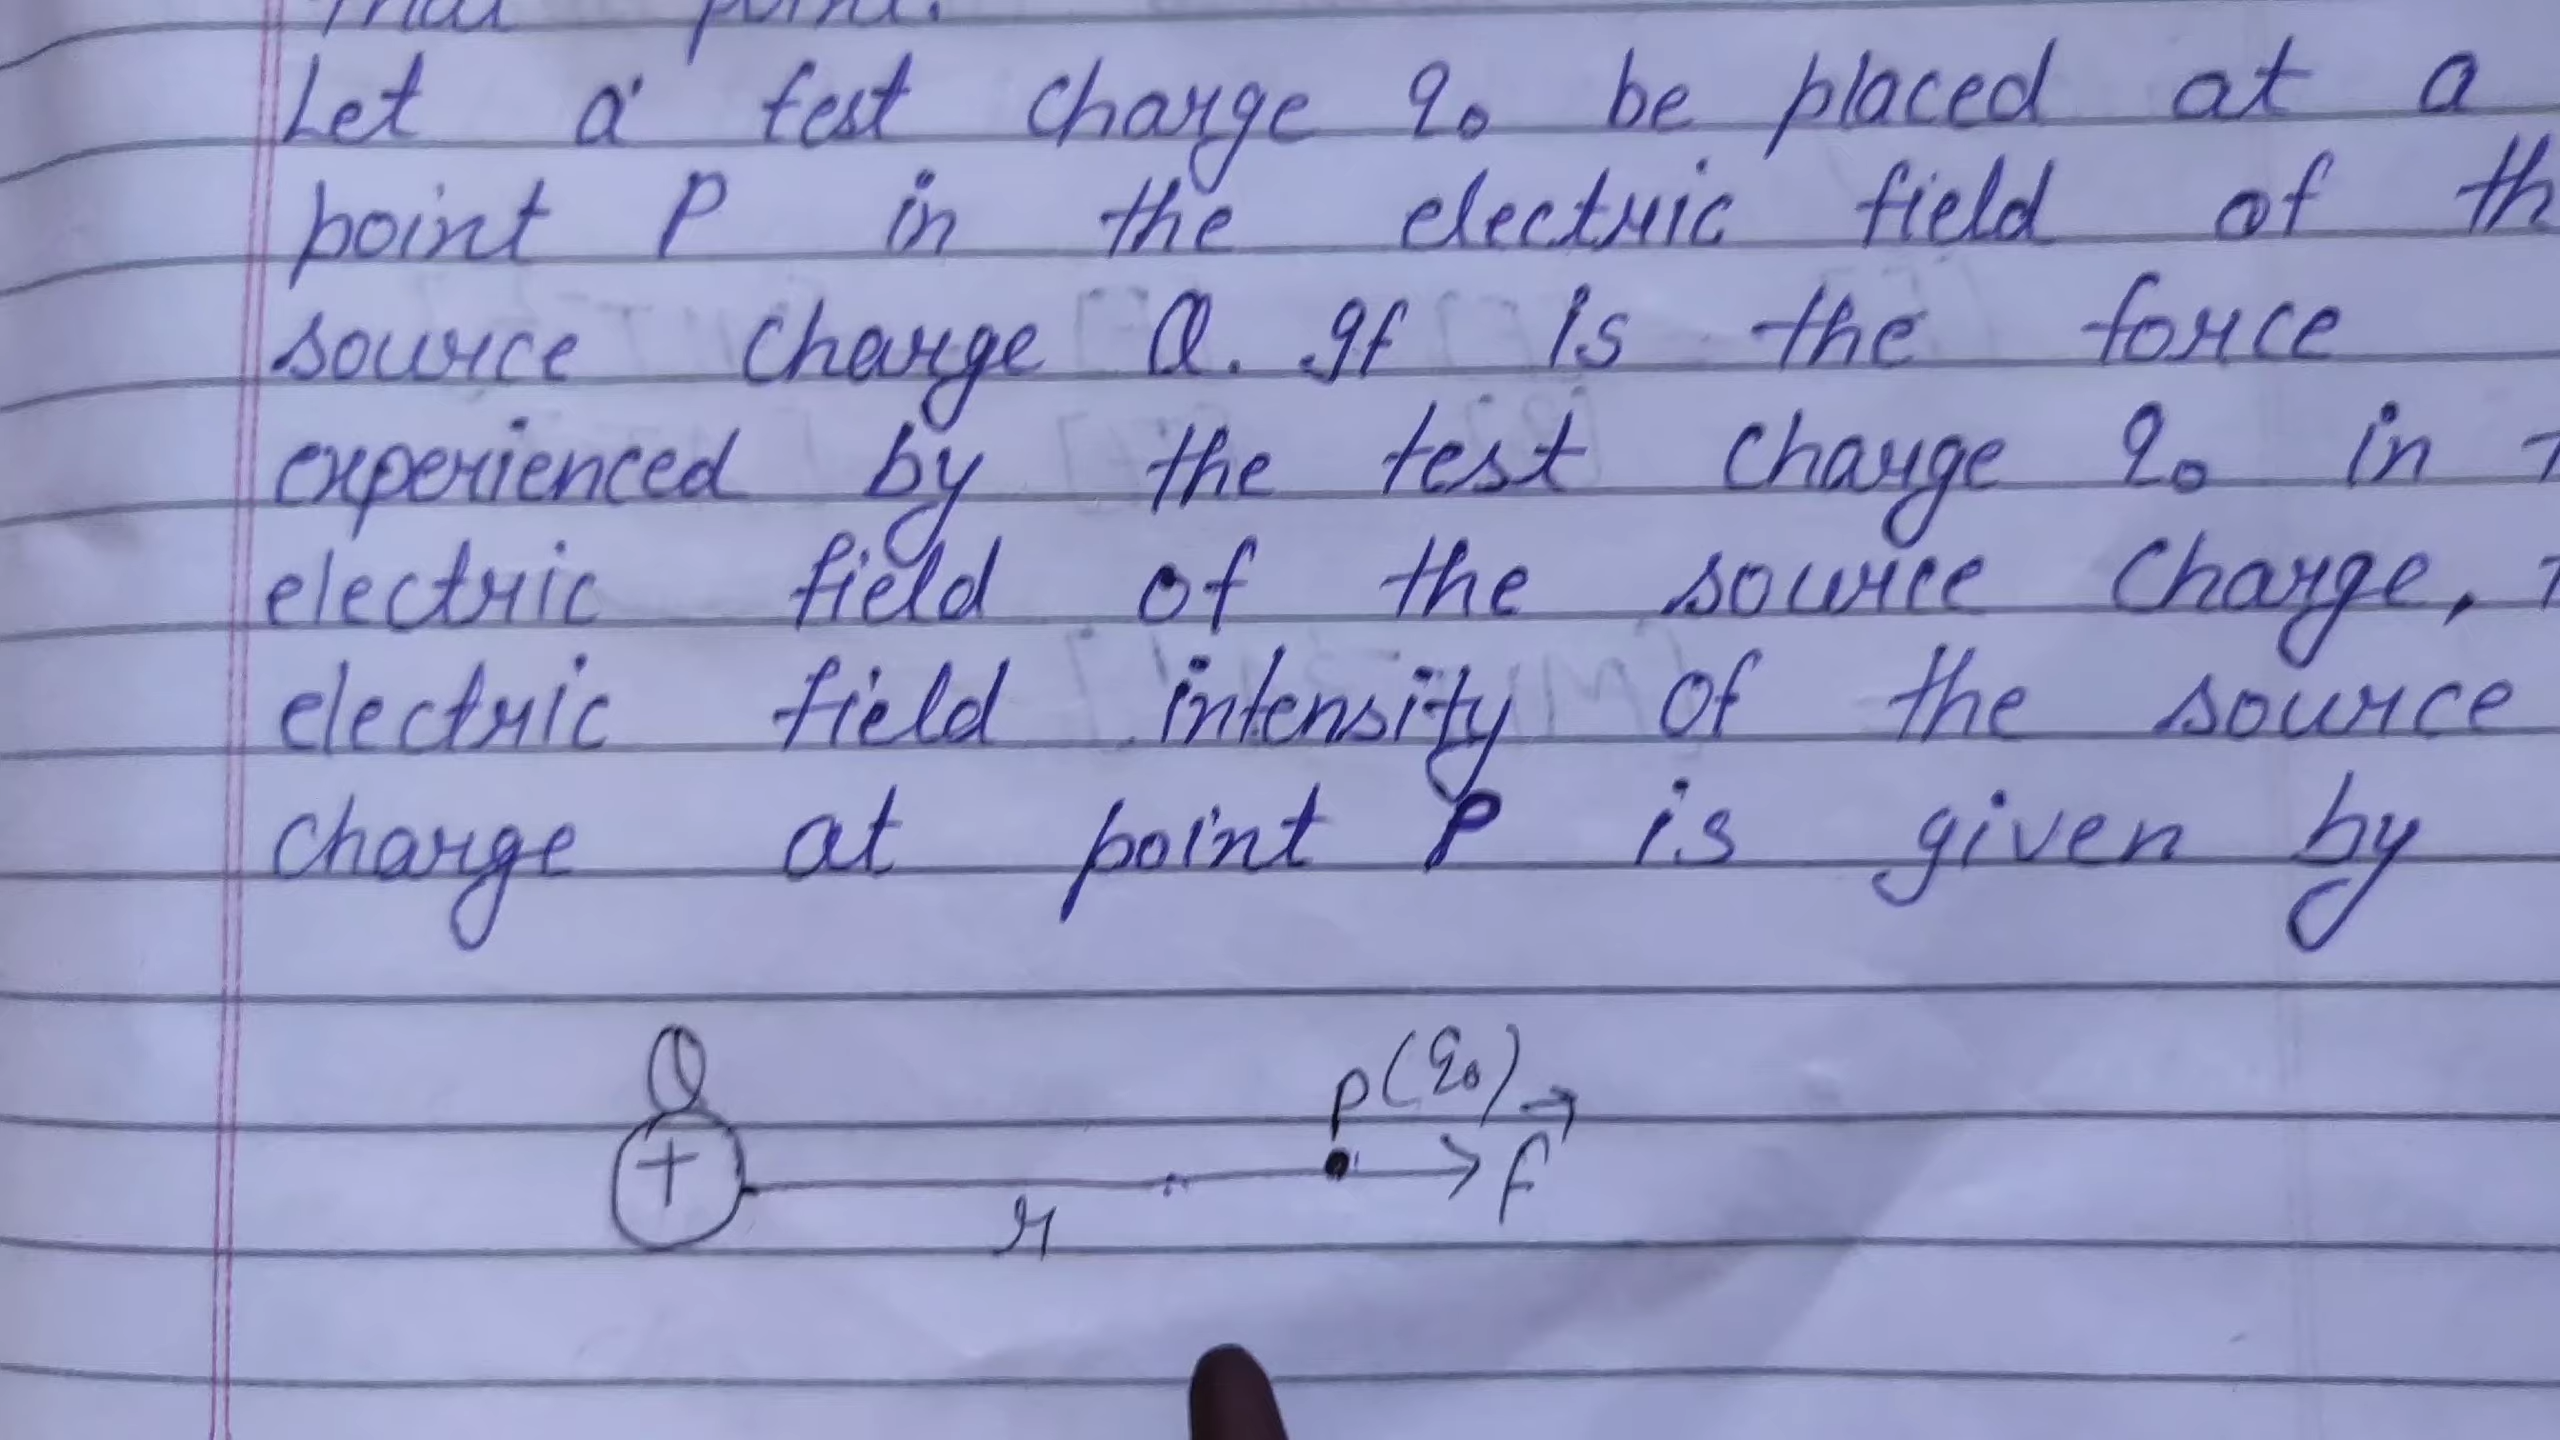 that point.
Let a test charge q₀ be placed at a
point P in the electric field of th
source charge Q. If is the force
experienced by the test charge q₀ in
electric field of the source charge,
electric field intensity of the source
charge at point P is given by
Q
P(q₀)
+
F⃗
r